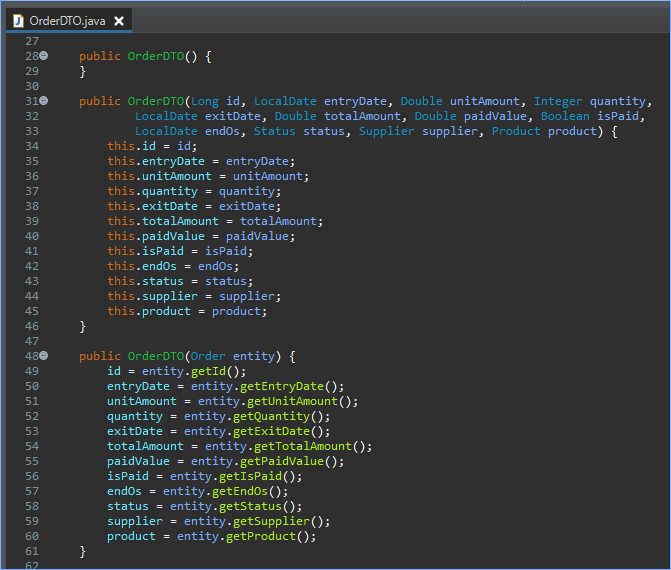 OrderDTO.java
27
28 public OrderDTO() {
29 }
30
31 public OrderDTO(Long id, LocalDate entryDate, Double unitAmount, Integer quantity,
32 LocalDate exitDate, Double totalAmount, Double paidValue, Boolean isPaid,
33 LocalDate endOs, Status status, Supplier supplier, Product product) {
34 this.id = id;
35 this.entryDate = entryDate;
36 this.unitAmount = unitAmount;
37 this.quantity = quantity;
38 this.exitDate = exitDate;
39 this.totalAmount = totalAmount;
40 this.paidValue = paidValue;
41 this.isPaid = isPaid;
42 this.endOs = endOs;
43 this.status = status;
44 this.supplier = supplier;
45 this.product = product;
46 }
47
48 public OrderDTO(Order entity) {
49 id = entity.getId();
50 entryDate = entity.getEntryDate();
51 unitAmount = entity.getUnitAmount();
52 quantity = entity.getQuantity();
53 exitDate = entity.getExitDate();
54 totalAmount = entity.getTotalAmount();
55 paidValue = entity.getPaidValue();
56 isPaid = entity.getIsPaid();
57 endOs = entity.getEndOs();
58 status = entity.getStatus();
59 supplier = entity.getSupplier();
60 product = entity.getProduct();
61 }
62